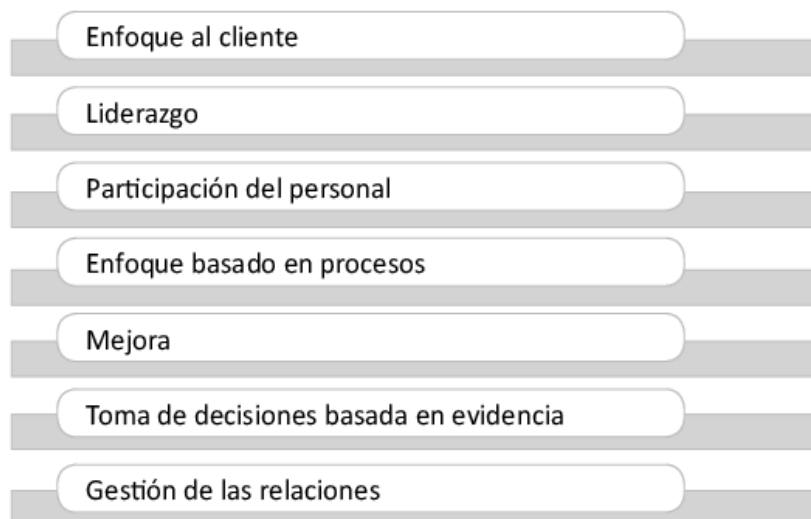 Enfoque al cliente
Liderazgo
Participación del personal
Enfoque basado en procesos
Mejora
Toma de decisiones basada en evidencia
Gestión de las relaciones